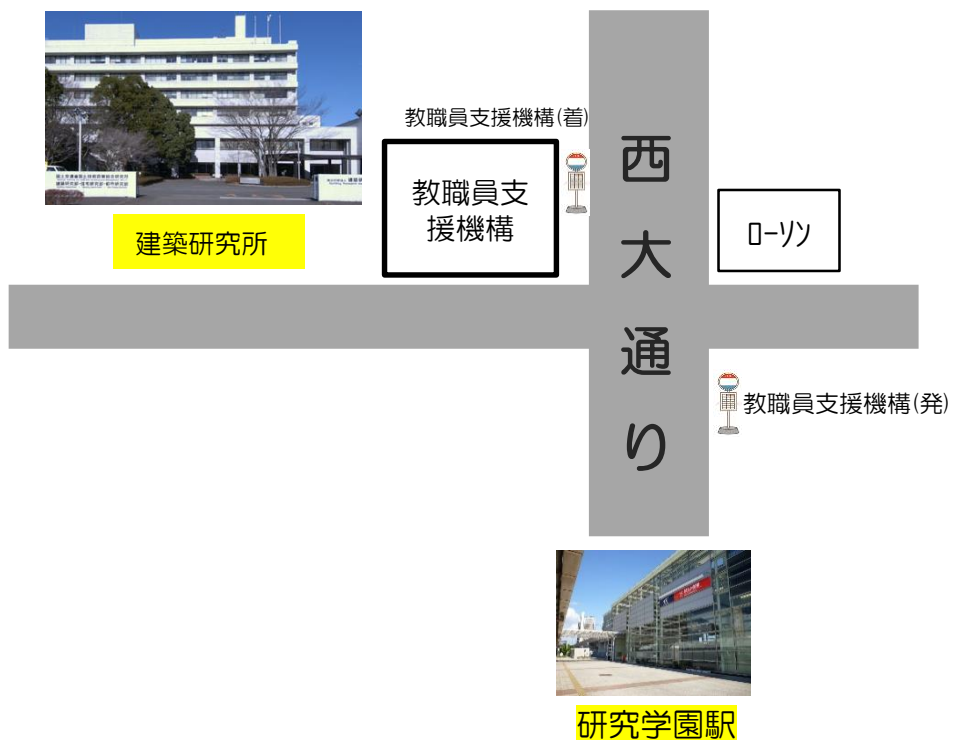 教職員支援機構(着)
西大通り
教職員支
援機構
ローソン
建築研究所
教職員支援機構(発)
研究学園駅